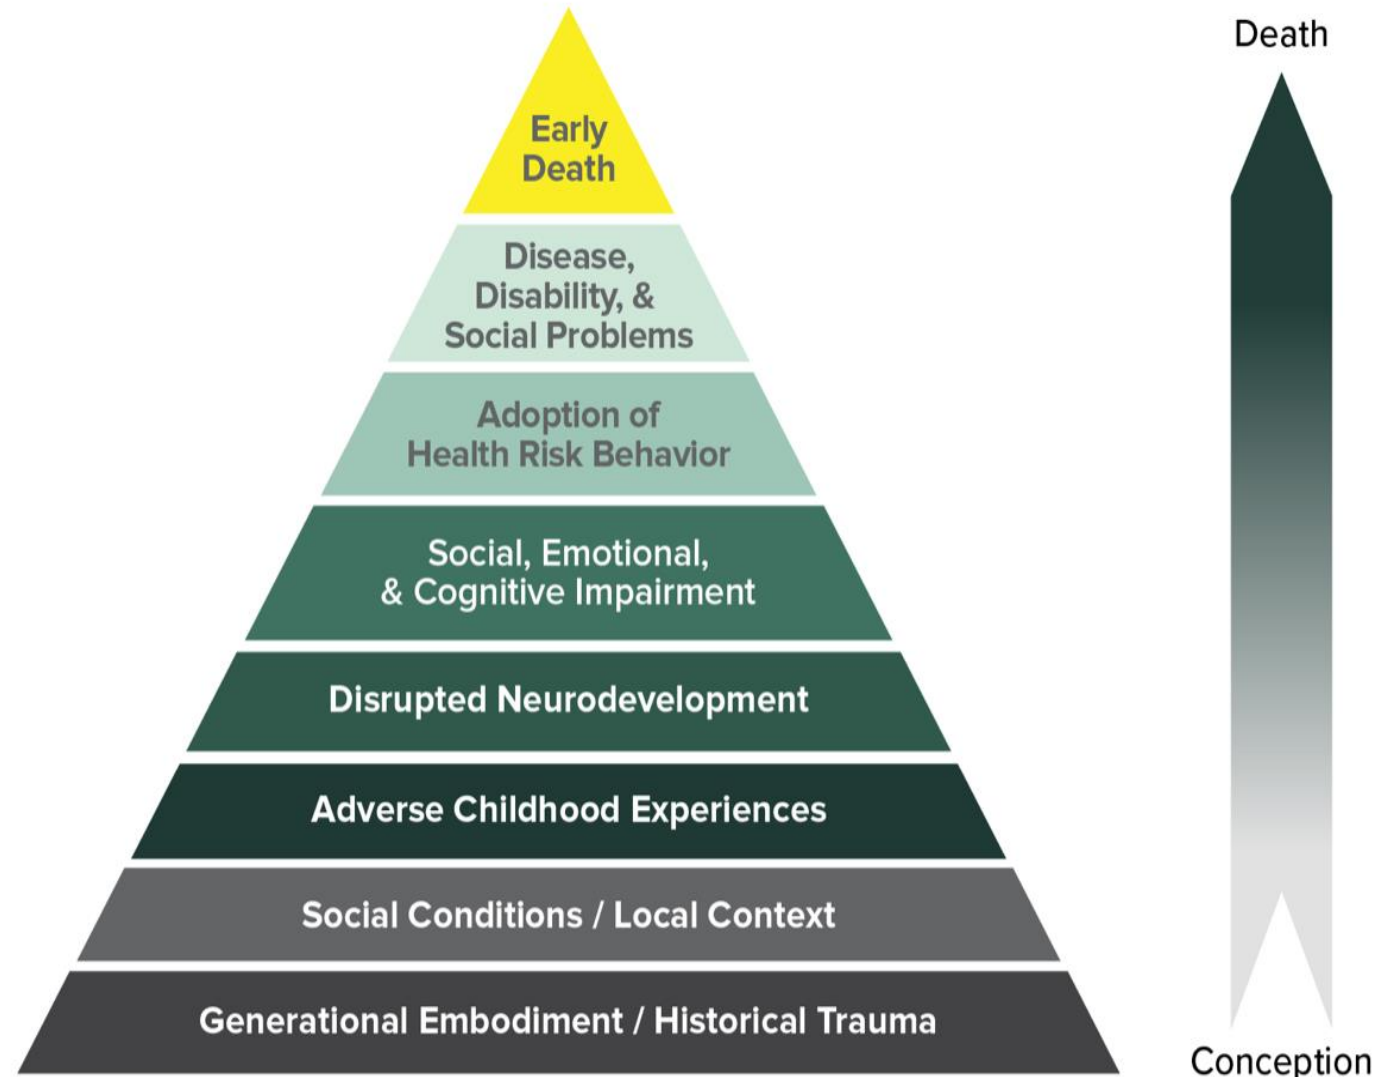 Death
Early
Death
Disease,
Disability, &
Social Problems
Adoption of
Health Risk Behavior
Social, Emotional,
& Cognitive Impairment
Disrupted Neurodevelopment
Adverse Childhood Experiences
Social Conditions / Local Context
Generational Embodiment / Historical Trauma
Conception